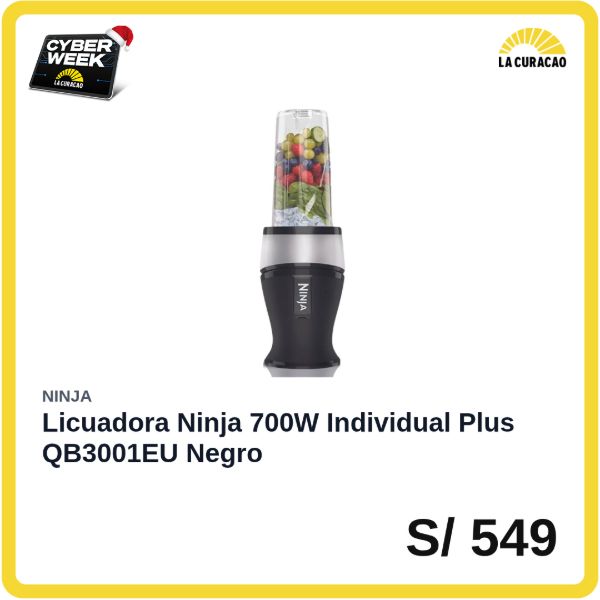 CYBER
WEEK
LA CURACAO
LA CURACAO
NINJA
NINJA
Licuadora Ninja 700W Individual Plus
QB3001EU Negro
S/ 549